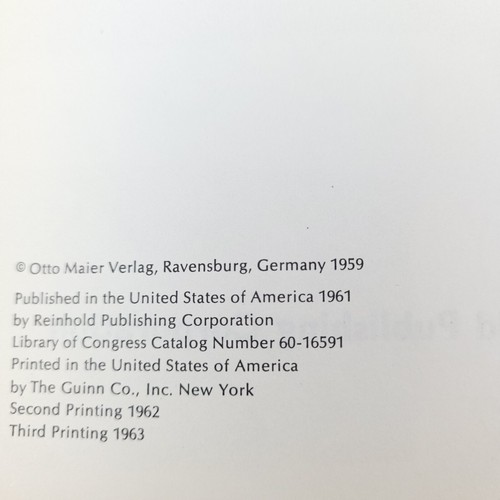 © Otto Maier Verlag, Ravensburg, Germany 1959
Published in the United States of America 1961
by Reinhold Publishing Corporation
Library of Congress Catalog Number 60-16591
Printed in the United States of America
by The Guinn Co., Inc. New York
Second Printing 1962
Third Printing 1963